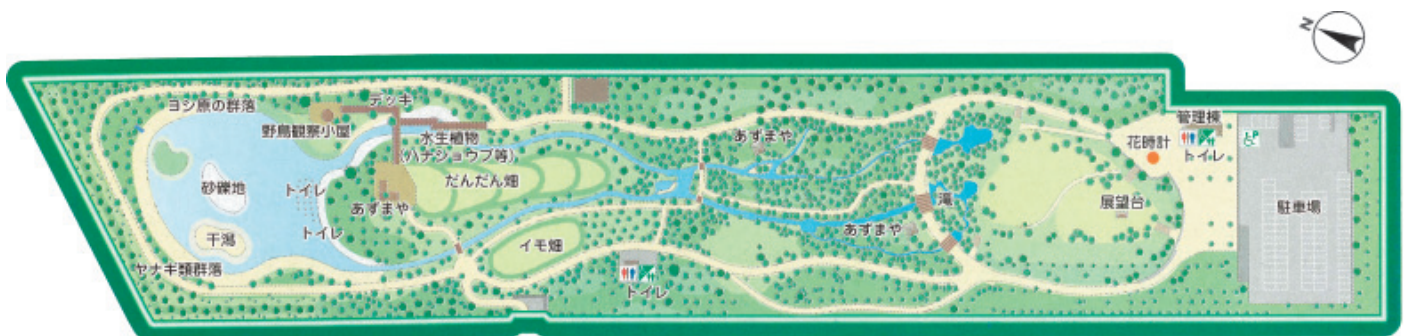 N
ヨシ原の群落
デッキ
野鳥観察小屋
水生植物
(ハナショウブ等)
だんだん畑
砂礫地
トイレ
あずまや
トイレ
干潟
ヤナギ類群落
イモ畑
トイレ
あずまや
あずまや
滝
管理棟
花時計
トイレ
展望台
P
駐車場